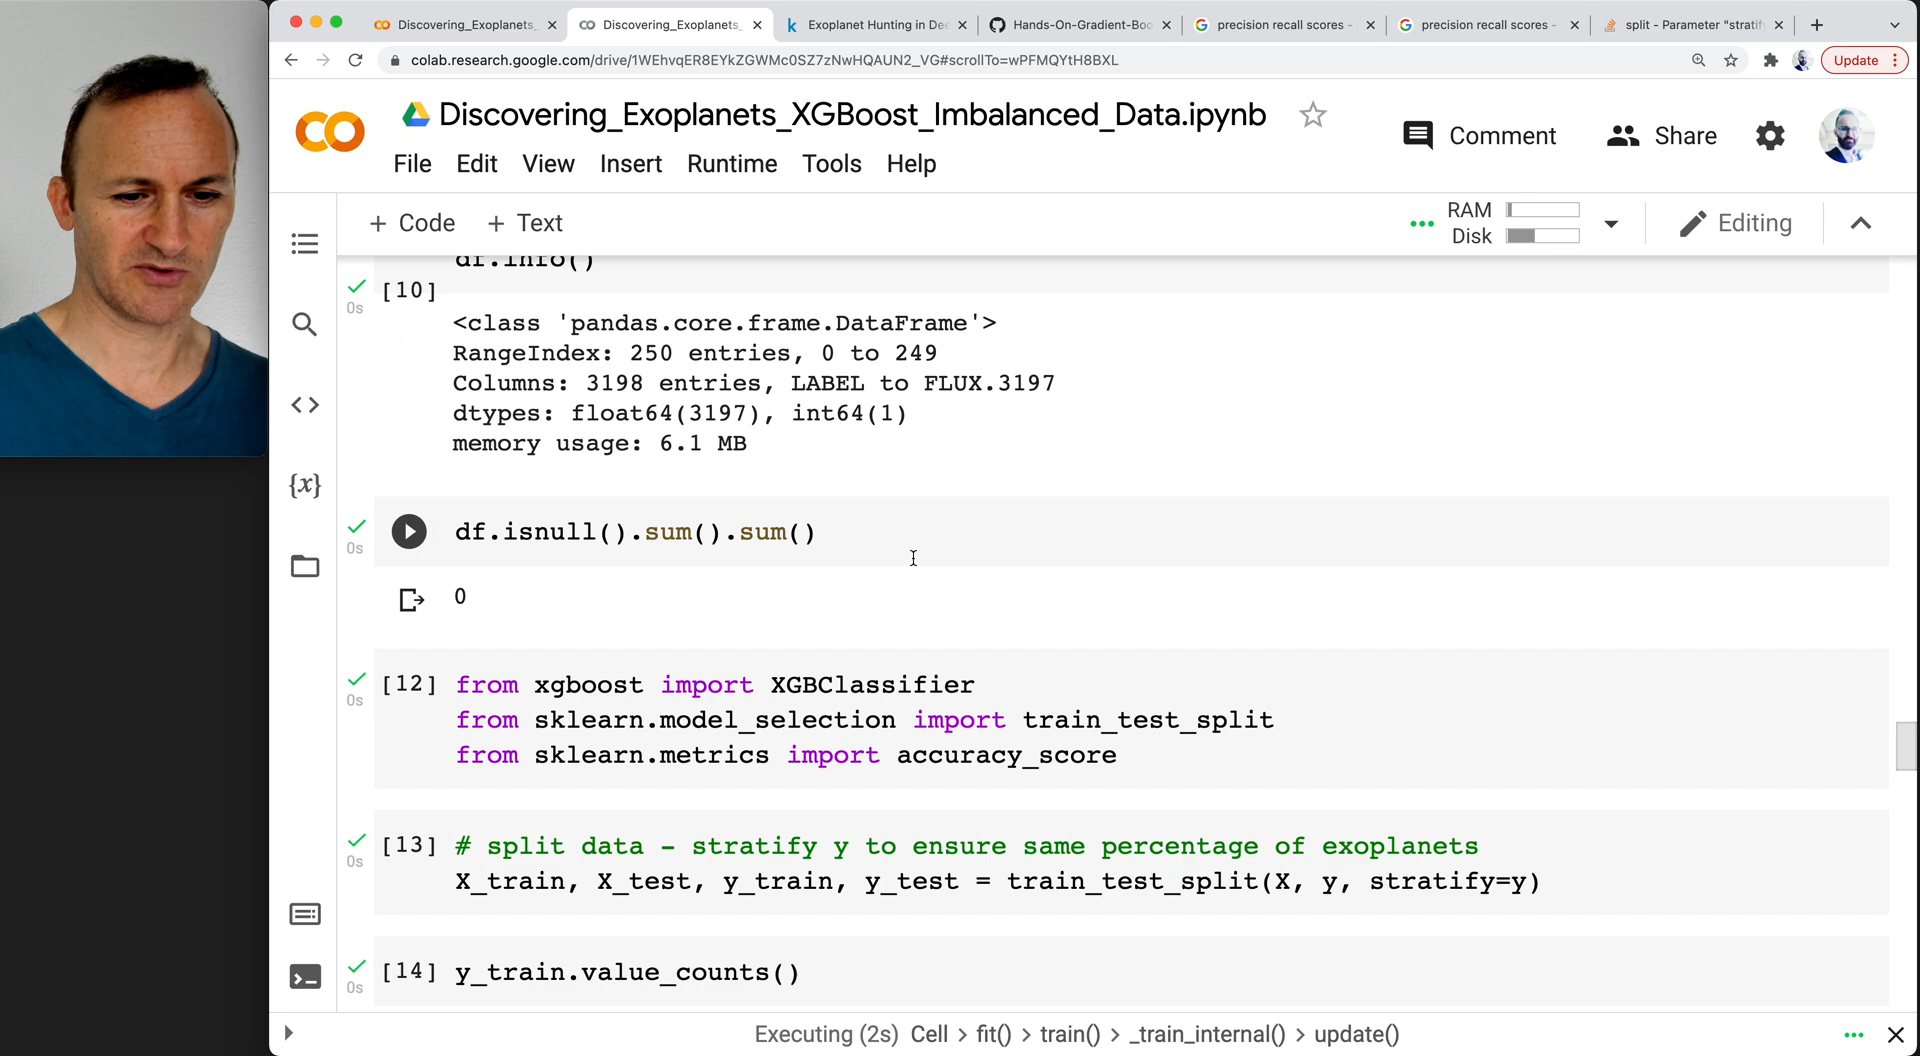 Discovering_Exoplanets_
Discovering_Exoplanets_
Exoplanet Hunting in Dee
Hands-On-Gradient-Boo
precision recall scores -
precision recall scores -
split - Parameter "stratify
colab.research.google.com/drive/1WEhvqER8EYkZGWMc0SZ7zNwHQAUN2_VG#scrollTo=wPFMQYtH8BXL
Update
Discovering_Exoplanets_XGBoost_Imbalanced_Data.ipynb
Comment
Share
File Edit View Insert Runtime Tools Help
+ Code + Text
RAM
Disk
Editing
df.info()
[10]
0s
<class 'pandas.core.frame.DataFrame'>
RangeIndex: 250 entries, 0 to 249
Columns: 3198 entries, LABEL to FLUX.3197
dtypes: float64(3197), int64(1)
memory usage: 6.1 MB
df.isnull().sum().sum()
0s
0
[12] from xgboost import XGBClassifier
0s
from sklearn.model_selection import train_test_split
from sklearn.metrics import accuracy_score
[13] # split data - stratify y to ensure same percentage of exoplanets
0s
X_train, X_test, y_train, y_test = train_test_split(X, y, stratify=y)
[14] y_train.value_counts()
0s
Executing (2s) Cell > fit() > train() > _train_internal() > update()